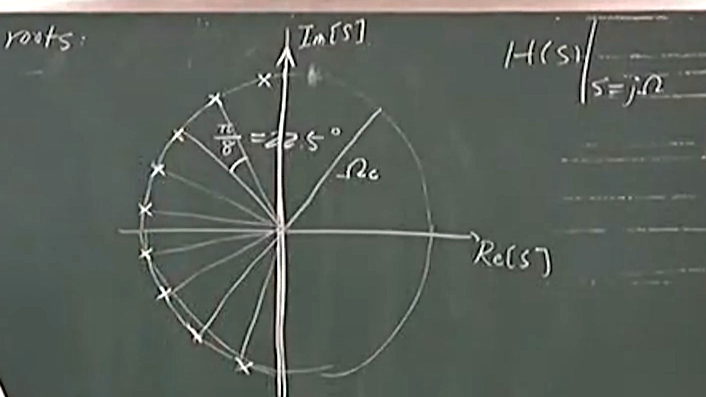 roots:
Im[s]
H(s)|s=jΩ
π/8 = 22.5°
Ωc
Re[s]